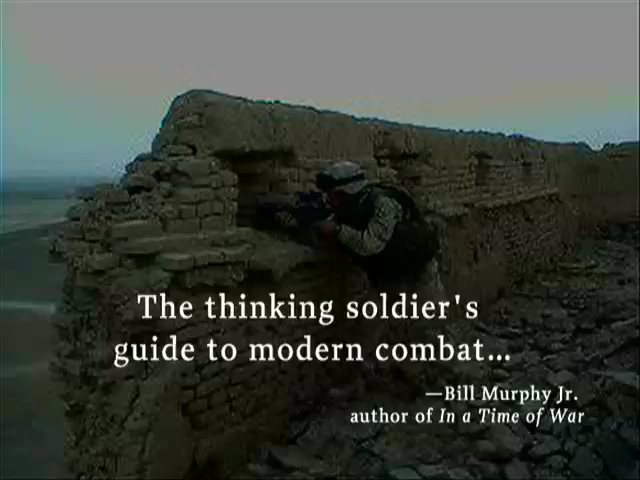 The thinking soldier's
guide to modern combat...
—Bill Murphy Jr.
author of In a Time of War